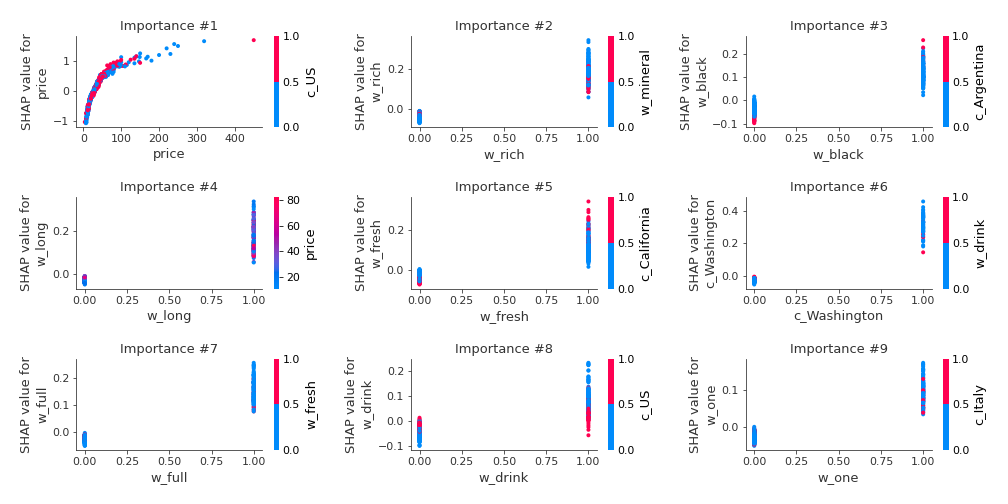 Importance #1
SHAP value for
price
1
0
−1
0
100
200
300
400
price
1.0
0.5
0.0
c_US
Importance #2
SHAP value for
w_rich
0.2
0.0
0.00
0.25
0.50
0.75
1.00
w_rich
1.0
0.5
0.0
w_mineral
Importance #3
SHAP value for
w_black
0.2
0.1
0.0
−0.1
0.00
0.25
0.50
0.75
1.00
w_black
1.0
0.5
0.0
c_Argentina
Importance #4
SHAP value for
w_long
0.2
0.0
0.00
0.25
0.50
0.75
1.00
w_long
80
60
40
20
price
Importance #5
SHAP value for
w_fresh
0.2
0.0
0.00
0.25
0.50
0.75
1.00
w_fresh
1.0
0.5
0.0
c_California
Importance #6
SHAP value for
c_Washington
0.4
0.2
0.0
0.00
0.25
0.50
0.75
1.00
c_Washington
1.0
0.5
0.0
w_drink
Importance #7
SHAP value for
w_full
0.2
0.1
0.0
0.00
0.25
0.50
0.75
1.00
w_full
1.0
0.5
0.0
w_fresh
Importance #8
SHAP value for
w_drink
0.2
0.1
0.0
−0.1
0.00
0.25
0.50
0.75
1.00
w_drink
1.0
0.5
0.0
c_US
Importance #9
SHAP value for
w_one
0.1
0.0
0.00
0.25
0.50
0.75
1.00
w_one
1.0
0.5
0.0
c_Italy